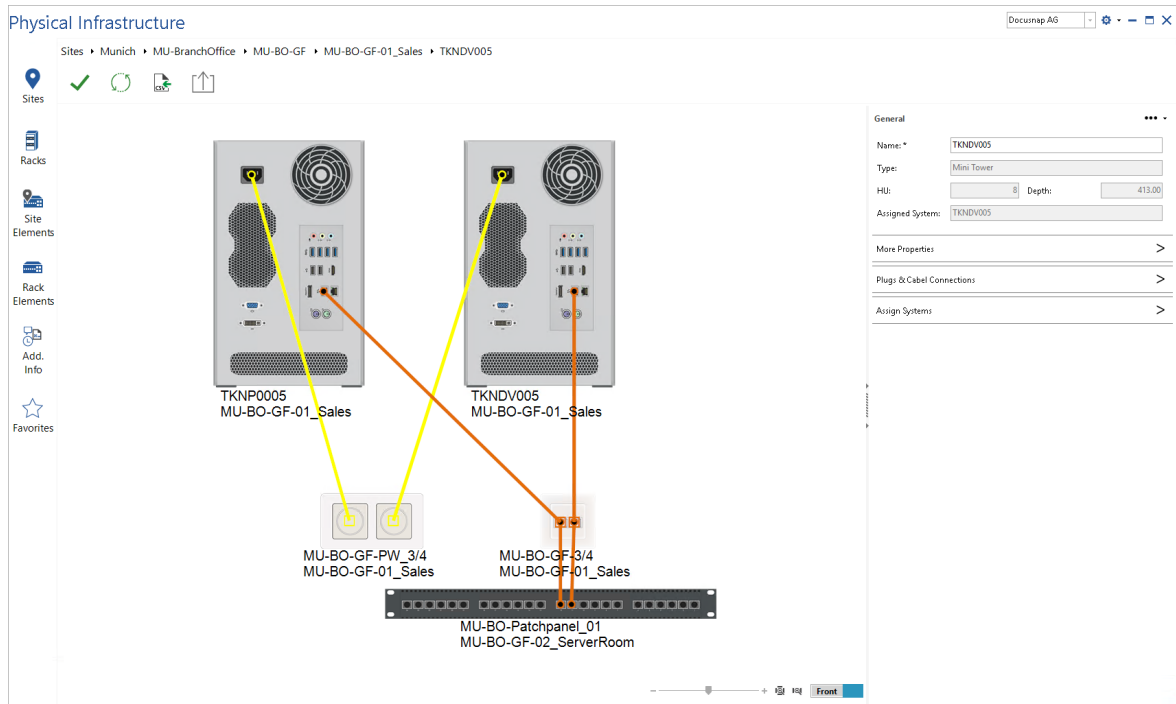 Physical Infrastructure
Docusnap AG
Sites Munich MU-BranchOffice MU-BO-GF MU-BO-GF-01_Sales TKNDV005
CSV
Sites
Racks
Site
Elements
Rack
Elements
Add.
Info
Favorites
TKNP0005
MU-BO-GF-01_Sales
TKNDV005
MU-BO-GF-01_Sales
MU-BO-GF-PW_3/4
MU-BO-GF-01_Sales
MU-BO-GF-3/4
MU-BO-GF-01_Sales
MU-BO-Patchpanel_01
MU-BO-GF-02_ServerRoom
Front
General
Name: * TKNDV005
Type: Mini Tower
HU: 8 Depth: 413.00
Assigned System: TKNDV005
More Properties
Plugs & Cabel Connections
Assign Systems